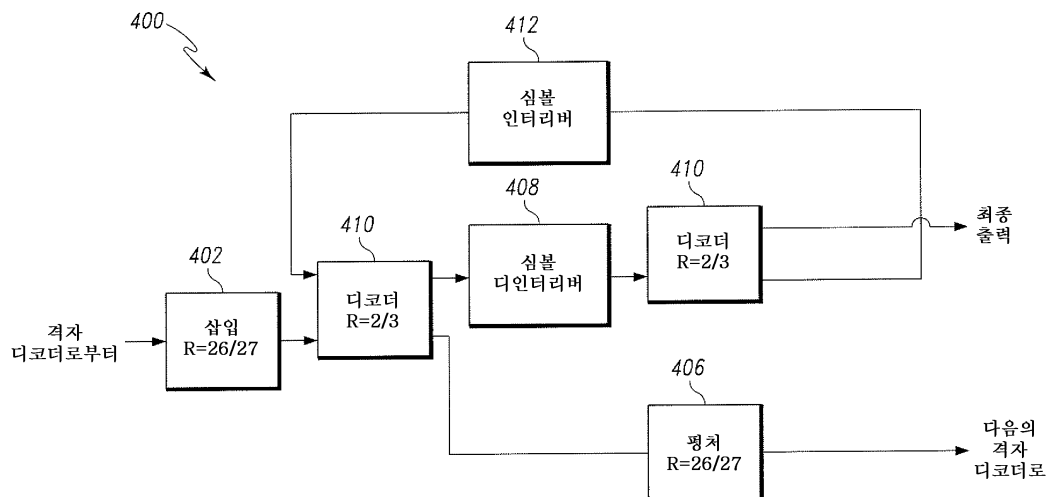 400
412
심볼
인터리버
408
심볼
디인터리버
410
디코더
R=2/3
최종
출력
410
디코더
R=2/3
402
삽입
R=26/27
격자
디코더로부터
406
펑처
R=26/27
다음의
격자
디코더로